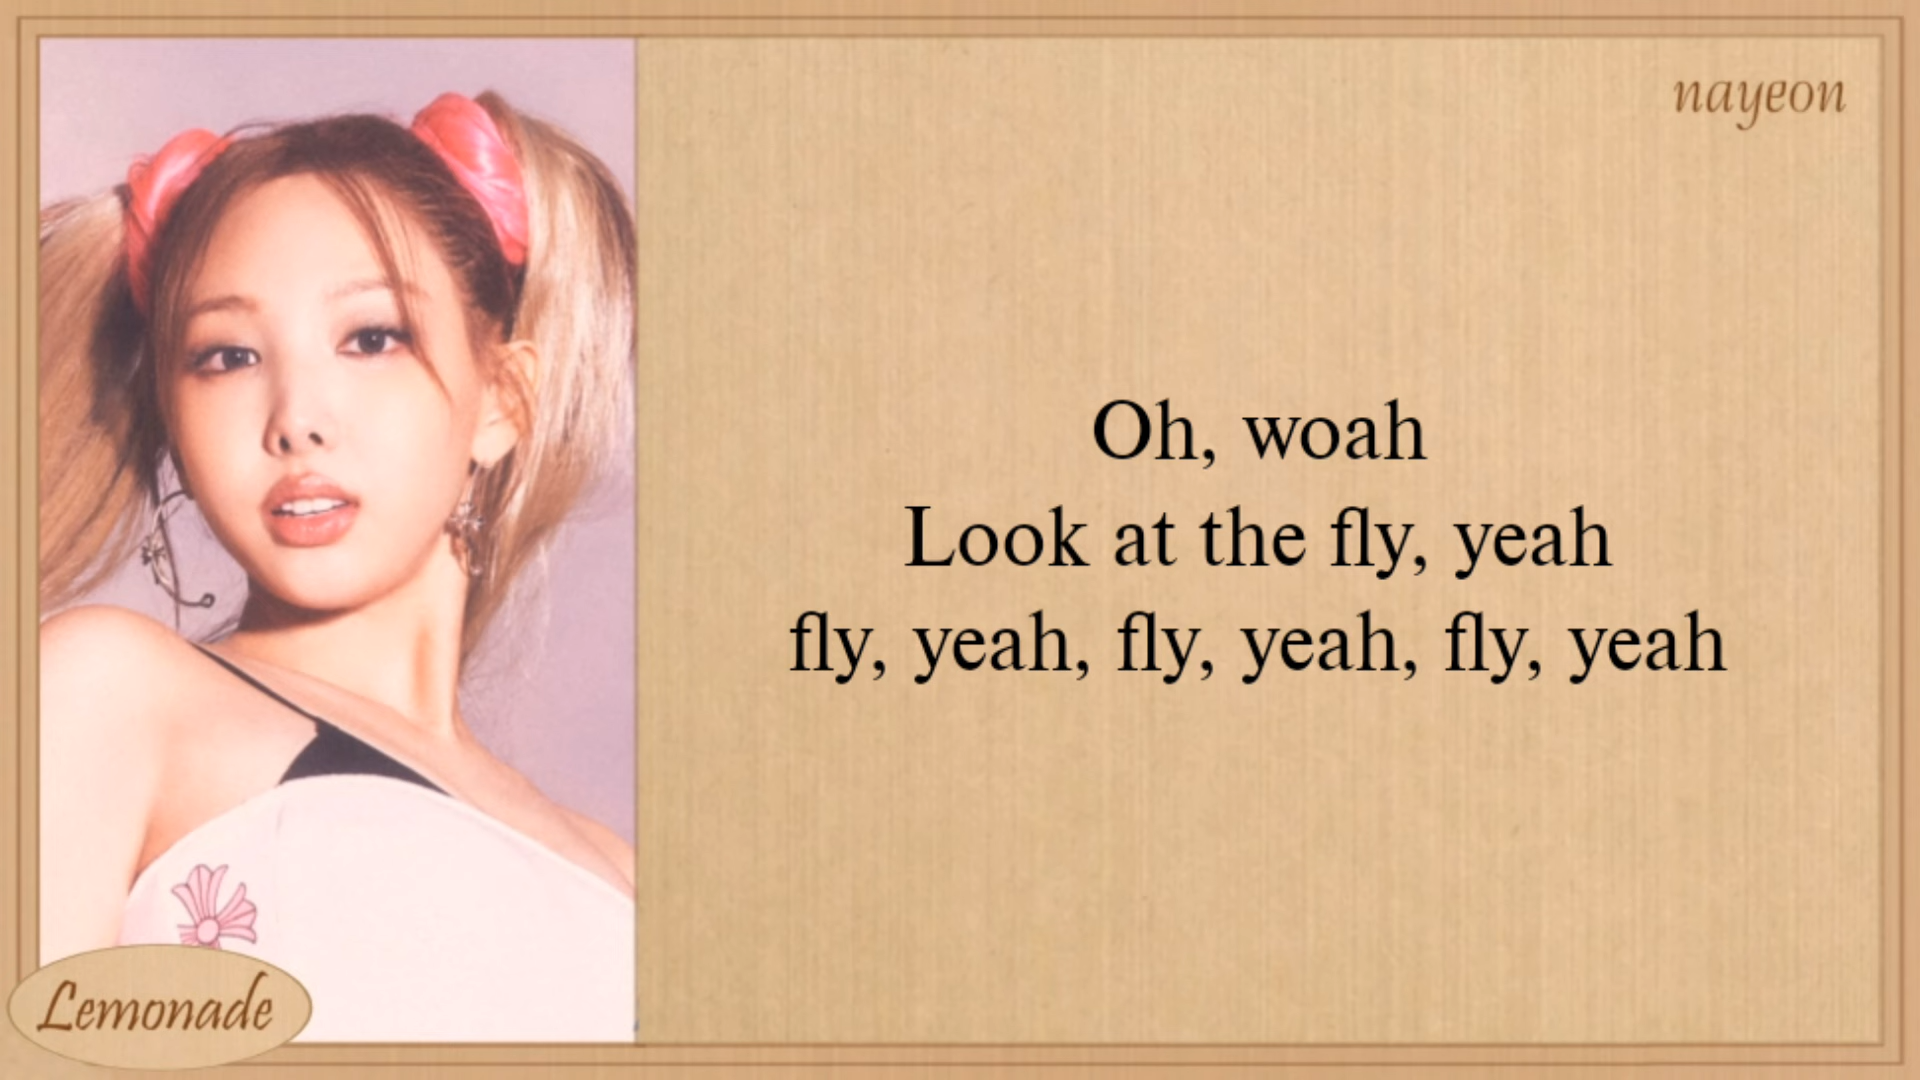 nayeon
Oh, woah
Look at the fly, yeah
fly, yeah, fly, yeah, fly, yeah
Lemonade